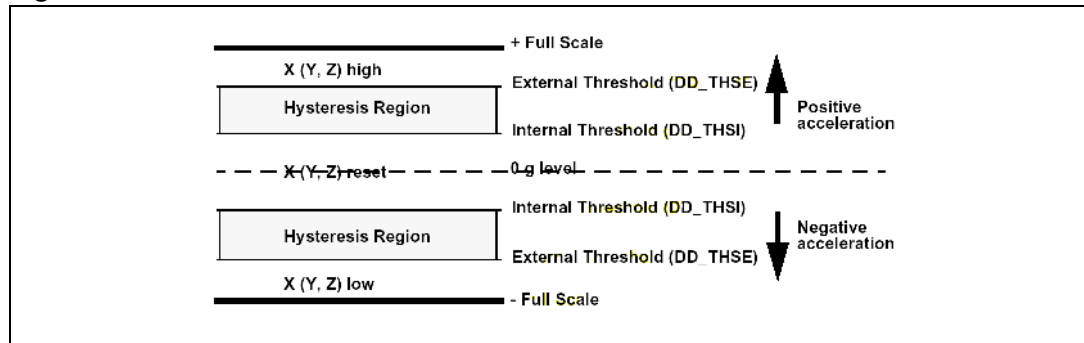 + Full Scale
X (Y, Z) high
External Threshold (DD_THSE)
Hysteresis Region
Positive
acceleration
Internal Threshold (DD_THSI)
X (Y, Z) reset
0 g level
Internal Threshold (DD_THSI)
Hysteresis Region
Negative
acceleration
External Threshold (DD_THSE)
X (Y, Z) low
- Full Scale